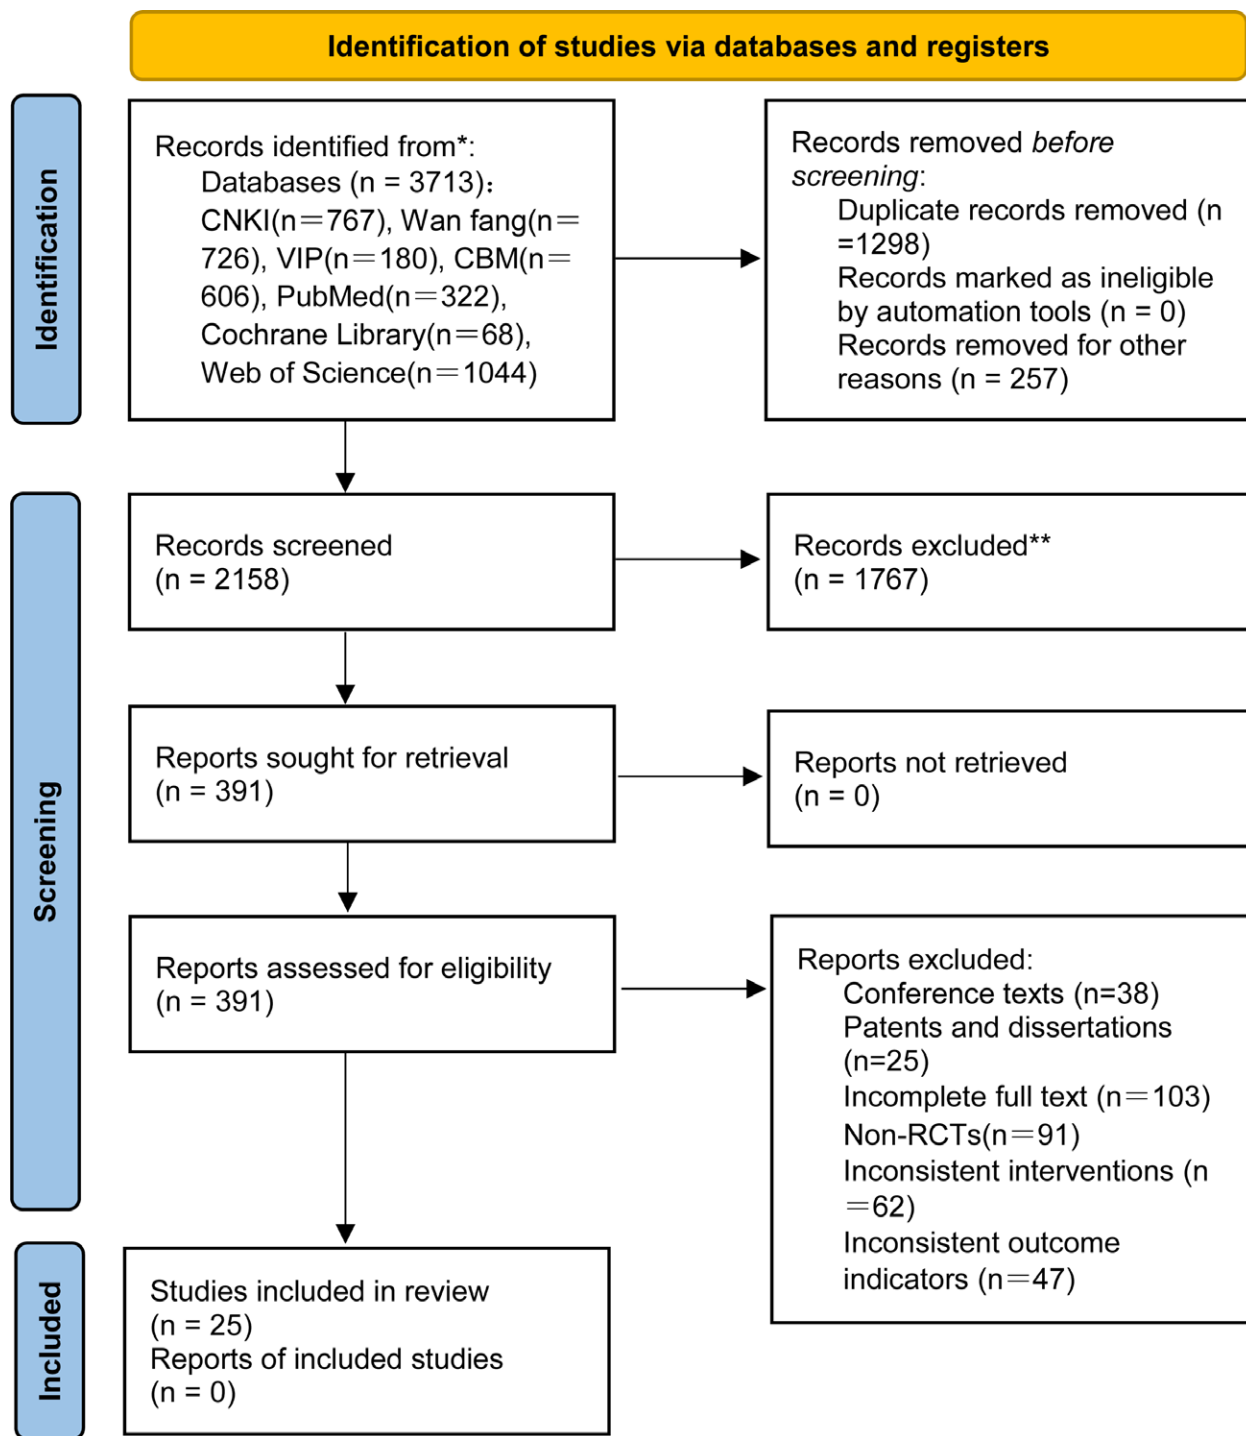 Identification of studies via databases and registers
Identification
Records identified from*:
Databases (n = 3713)：
CNKI(n＝767), Wan fang(n＝
726), VIP(n＝180), CBM(n＝
606), PubMed(n＝322),
Cochrane Library(n＝68),
Web of Science(n＝1044)
Records removed before
screening:
Duplicate records removed (n
=1298)
Records marked as ineligible
by automation tools (n = 0)
Records removed for other
reasons (n = 257)
Screening
Records screened
(n = 2158)
Records excluded**
(n = 1767)
Reports sought for retrieval
(n = 391)
Reports not retrieved
(n = 0)
Reports assessed for eligibility
(n = 391)
Reports excluded:
Conference texts (n=38)
Patents and dissertations
(n=25)
Incomplete full text (n＝103)
Non-RCTs(n＝91)
Inconsistent interventions (n
＝62)
Inconsistent outcome
indicators (n＝47)
Included
Studies included in review
(n = 25)
Reports of included studies
(n = 0)